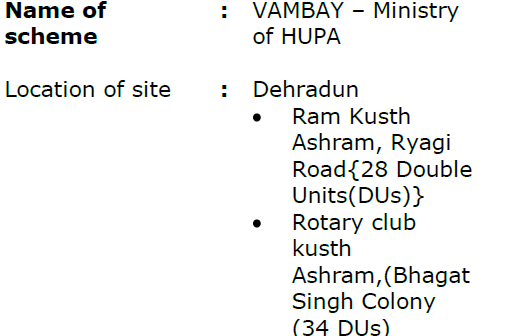 Name of : VAMBAY – Ministry
scheme of HUPA
Location of site : Dehradun
• Ram Kusth
Ashram, Ryagi
Road{28 Double
Units(DUs)}
• Rotary club
kusth
Ashram,(Bhagat
Singh Colony
(34 DUs)